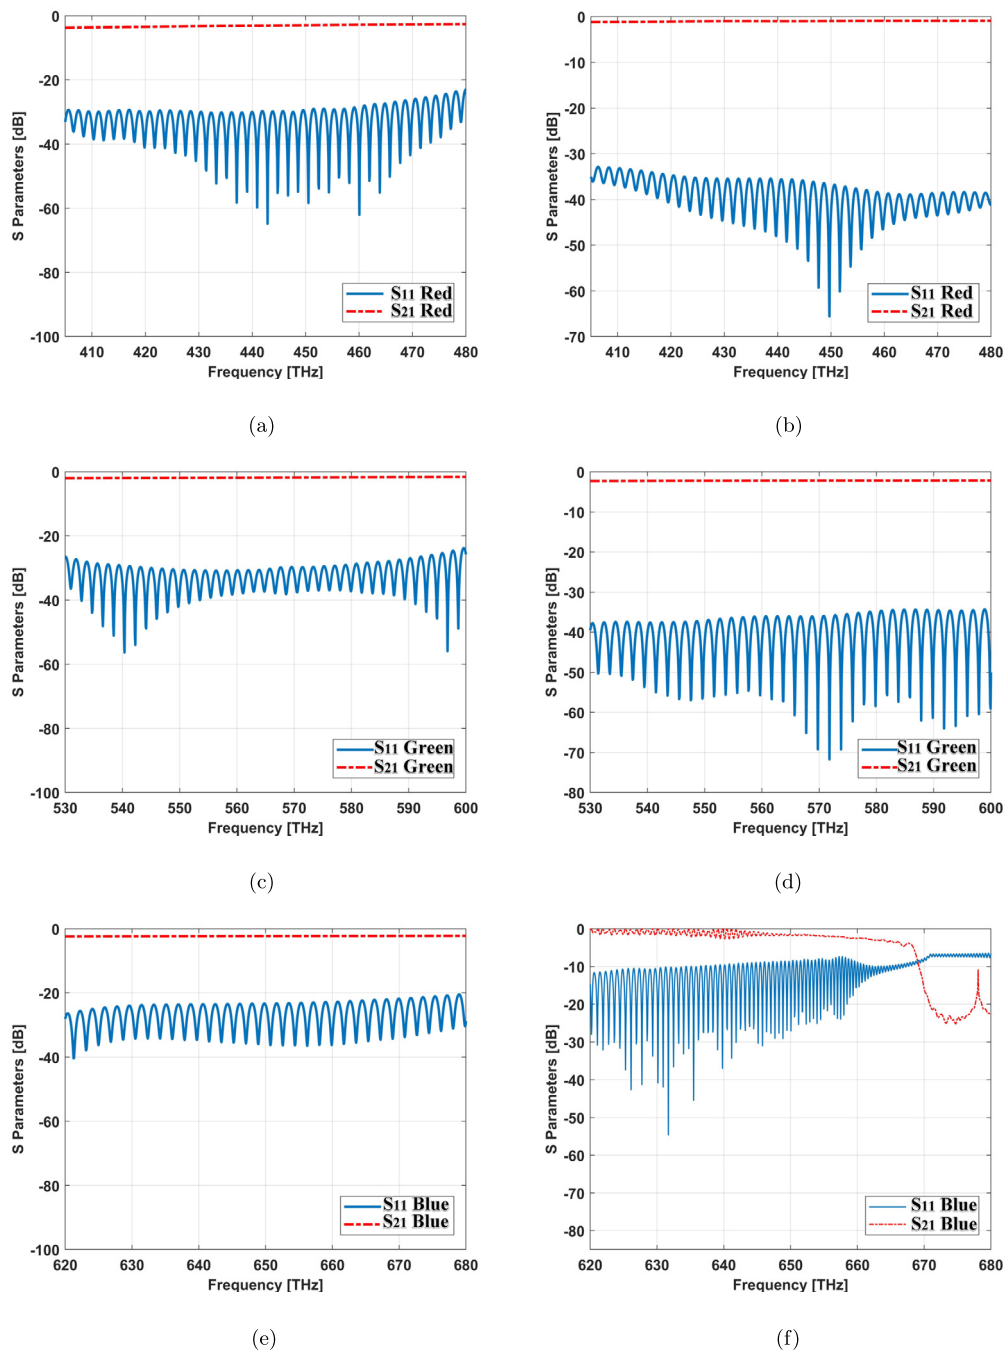 0
-20
-40
-60
-80
-100
S Parameters [dB]
S11 Red
S21 Red
410 420 430 440 450 460 470 480
Frequency [THz]
(a)
0
-10
-20
-30
-40
-50
-60
-70
S Parameters [dB]
S11 Red
S21 Red
410 420 430 440 450 460 470 480
Frequency [THz]
(b)
0
-20
-40
-60
-80
-100
S Parameters [dB]
S11 Green
S21 Green
530 540 550 560 570 580 590 600
Frequency [THz]
(c)
0
-10
-20
-30
-40
-50
-60
-70
-80
S Parameters [dB]
S11 Green
S21 Green
530 540 550 560 570 580 590 600
Frequency [THz]
(d)
0
-20
-40
-60
-80
-100
S Parameters [dB]
S11 Blue
S21 Blue
620 630 640 650 660 670 680
Frequency [THz]
(e)
0
-10
-20
-30
-40
-50
-60
-70
-80
S Parameters [dB]
S11 Blue
S21 Blue
620 630 640 650 660 670 680
Frequency [THz]
(f)